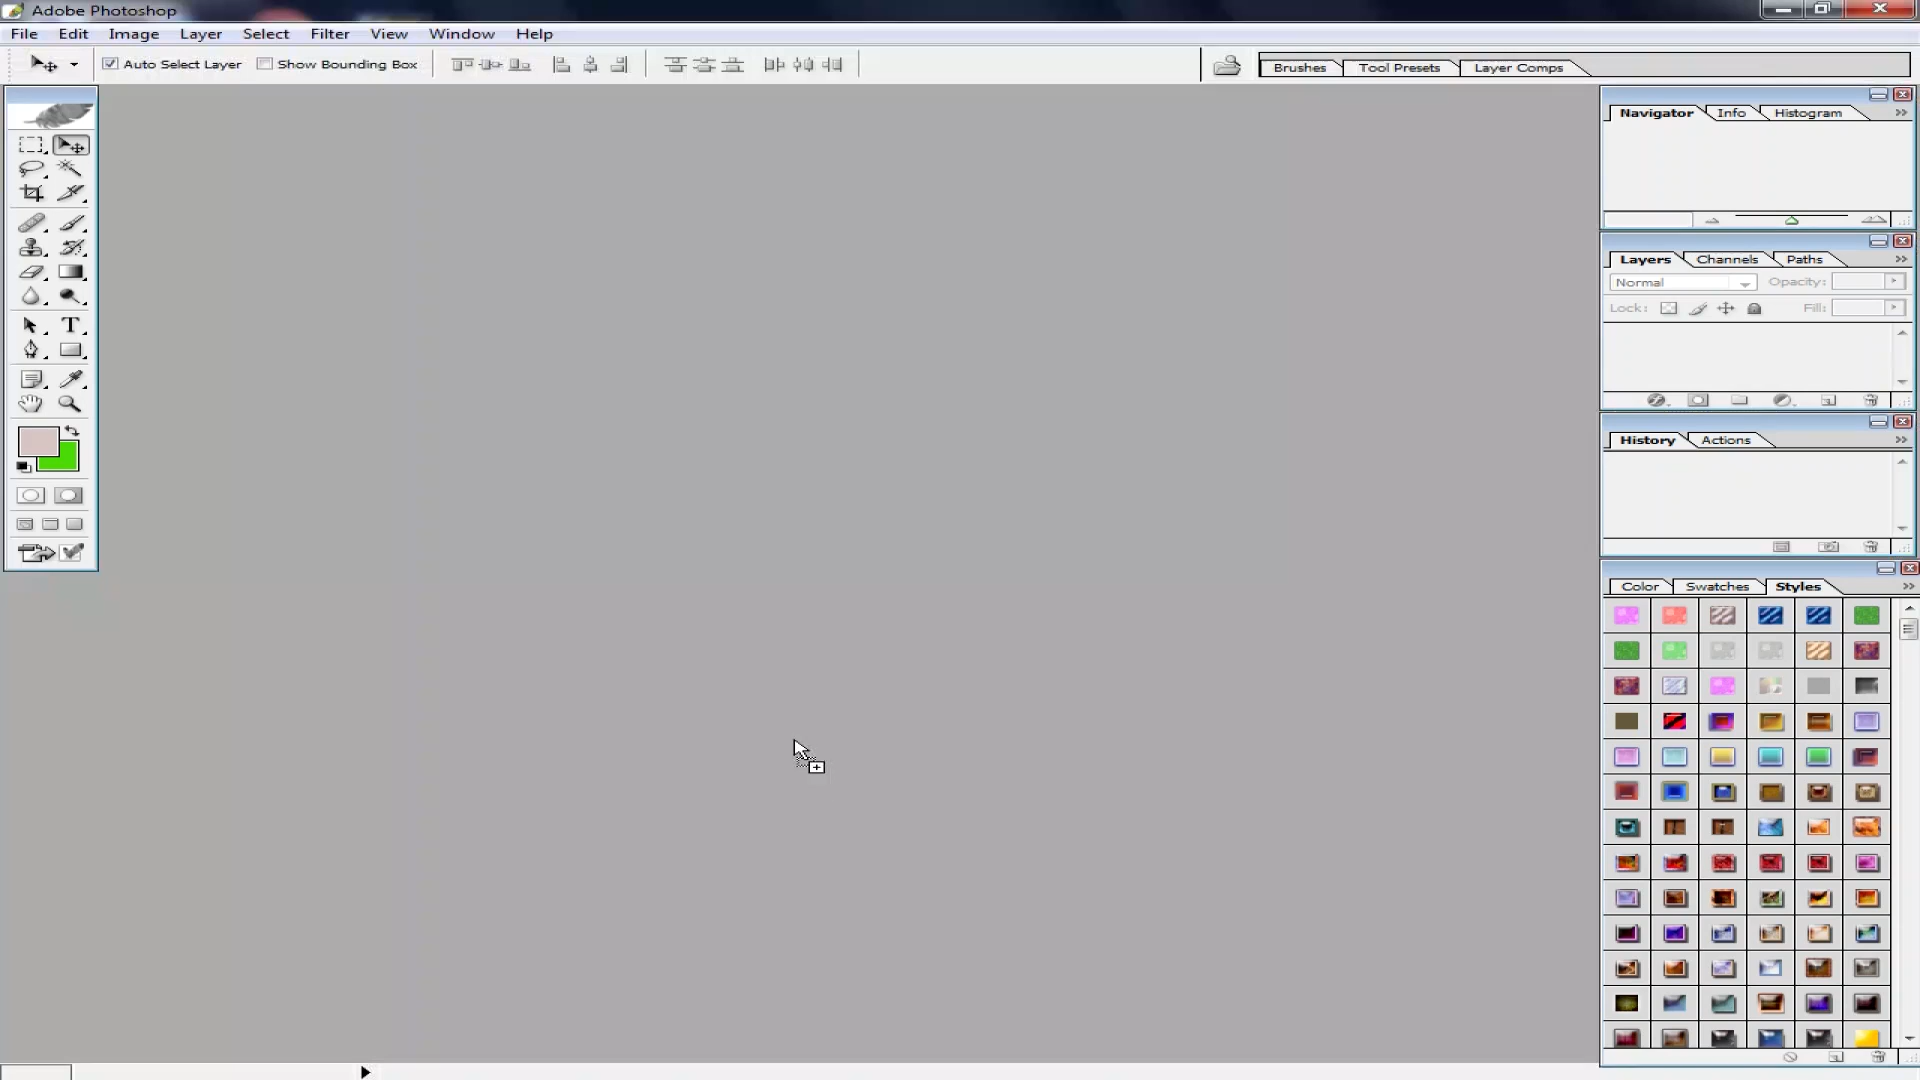 Adobe Photoshop
File Edit Image Layer Select Filter View Window Help
Auto Select Layer Show Bounding Box Brushes Tool Presets Layer Comps
Navigator Info Histogram
Layers Channels Paths
Normal Opacity:
Lock: Fill:
History Actions
Color Swatches Styles
T